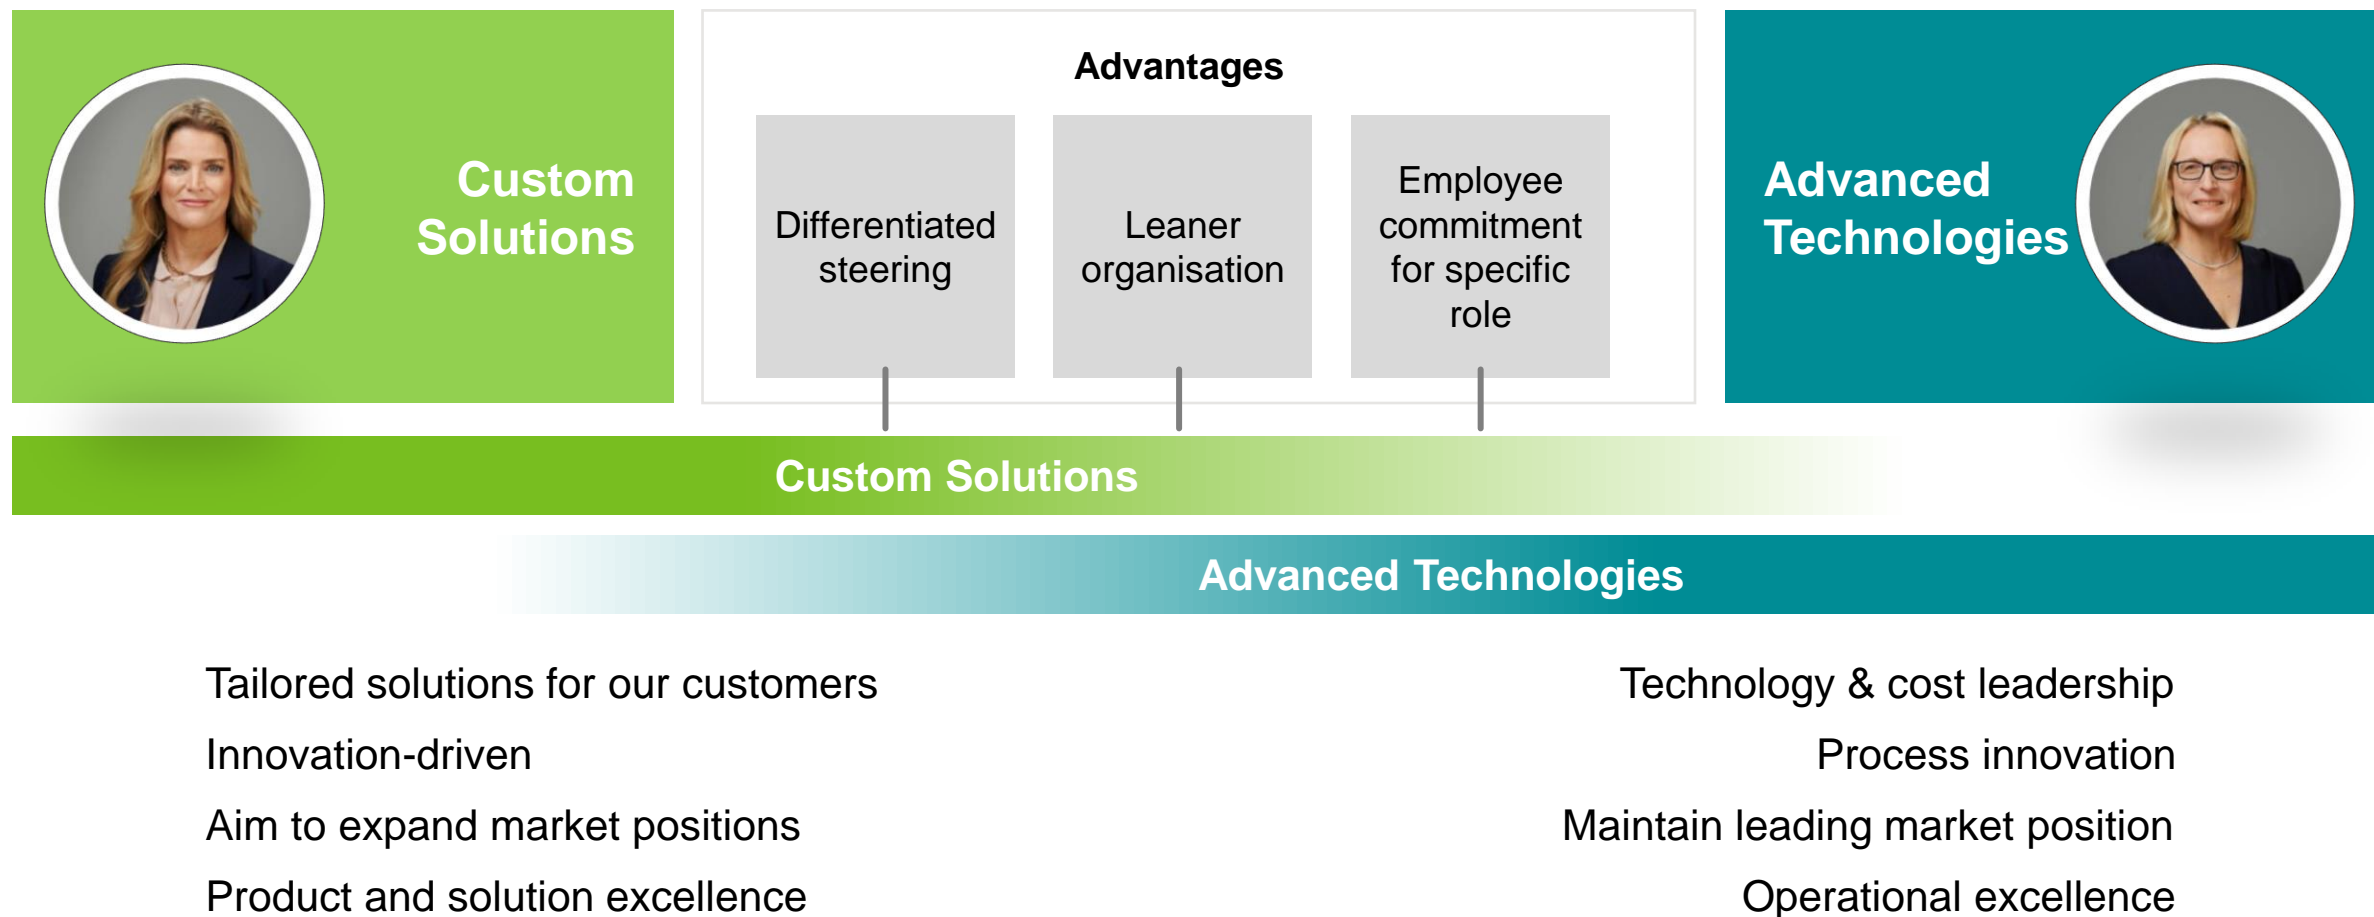 Custom
Solutions
Advantages
Differentiated
steering
Leaner
organisation
Employee
commitment
for specific
role
Advanced
Technologies
Custom Solutions
Advanced Technologies
Tailored solutions for our customers
Innovation-driven
Aim to expand market positions
Product and solution excellence
Technology & cost leadership
Process innovation
Maintain leading market position
Operational excellence